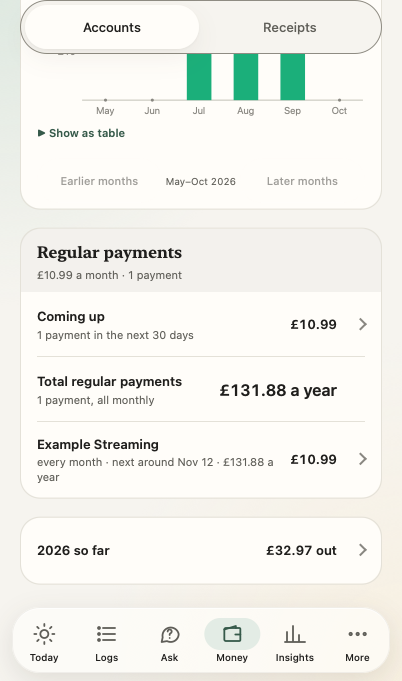 Accounts
Receipts
May Jun Jul Aug Sep Oct
Show as table
Earlier months May–Oct 2026 Later months
Regular payments
£10.99 a month · 1 payment
Coming up
1 payment in the next 30 days
£10.99
Total regular payments
1 payment, all monthly
£131.88 a year
Example Streaming
every month · next around Nov 12 · £131.88 a
year
£10.99
2026 so far
£32.97 out
Today Logs Ask Money Insights More